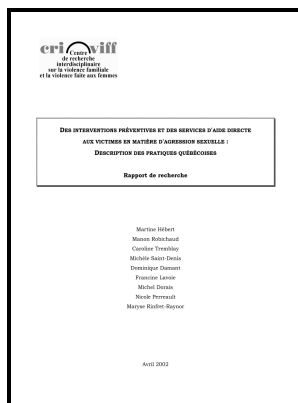 cri viff
Centre
de recherche
interdisciplinaire
sur la violence familiale
et la violence faite aux femmes
DES INTERVENTIONS PRÉVENTIVES ET DES SERVICES D'AIDE DIRECTE
AUX VICTIMES EN MATIÈRE D'AGRESSION SEXUELLE :
DESCRIPTION DES PRATIQUES QUÉBÉCOISES
Rapport de recherche
Martine Hébert
Manon Robichaud
Caroline Tremblay
Michèle Saint-Denis
Dominique Damant
Francine Lavoie
Michel Dorais
Nicole Perreault
Maryse Rinfret-Raynor
Avril 2002